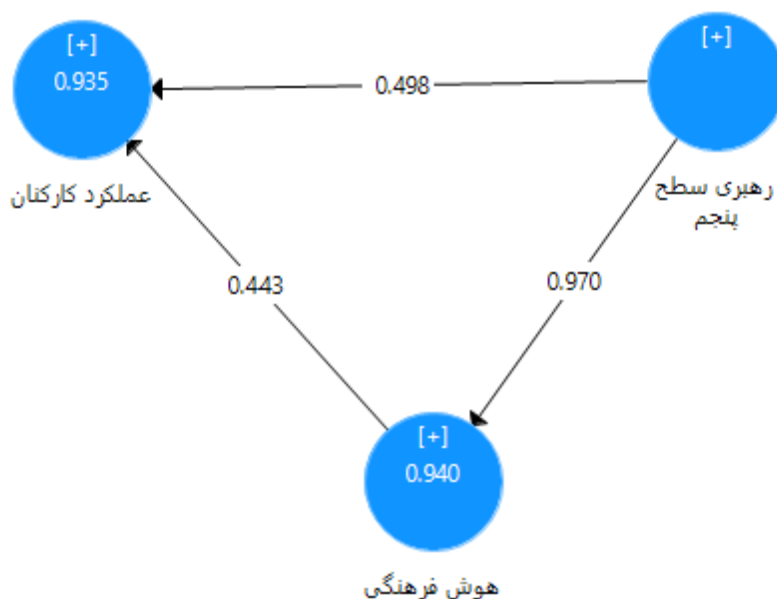 [+]
[+]
0.935
0.498
عملکرد کارکنان
رهبری سطح
پنجم
0.443
0.970
[+]
0.940
هوش فرهنگی